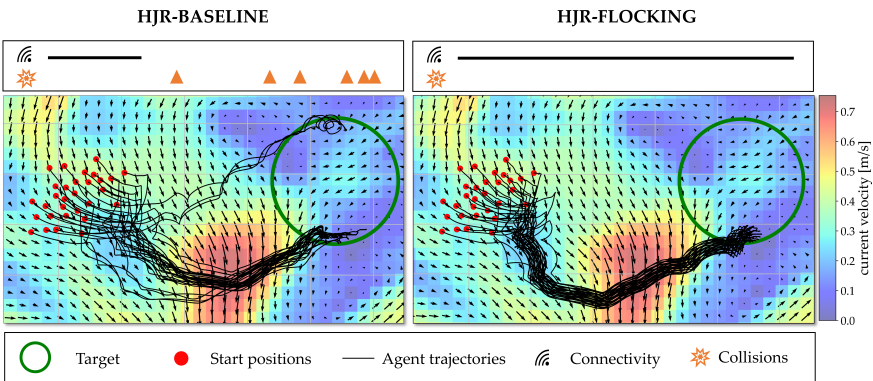 HJR-BASELINE
HJR-FLOCKING
0.7
0.6
0.5
0.4
0.3
0.2
0.1
0.0
current velocity [m/s]
Target
Start positions
Agent trajectories
Connectivity
Collisions